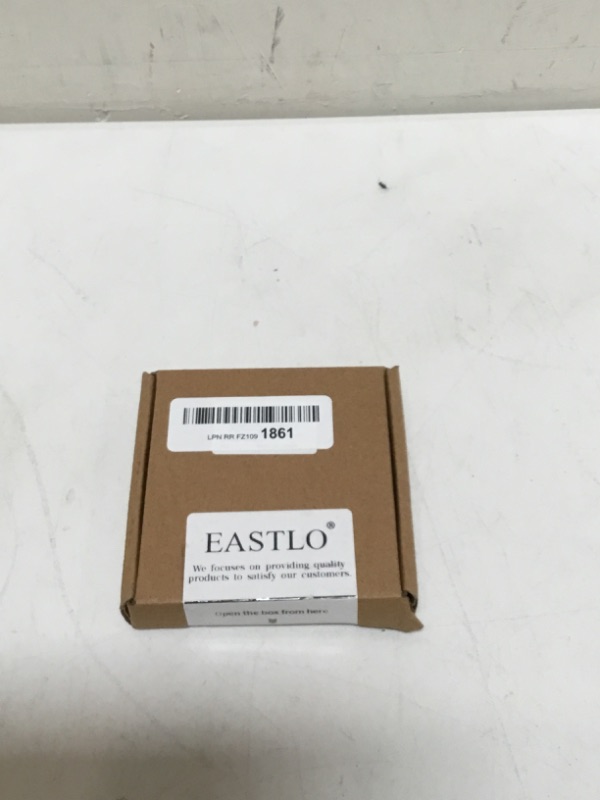 LPN RR FZ109 1861
EASTLO®
We focuses on providing quality
products to satisfy our customers.
Open the box from here